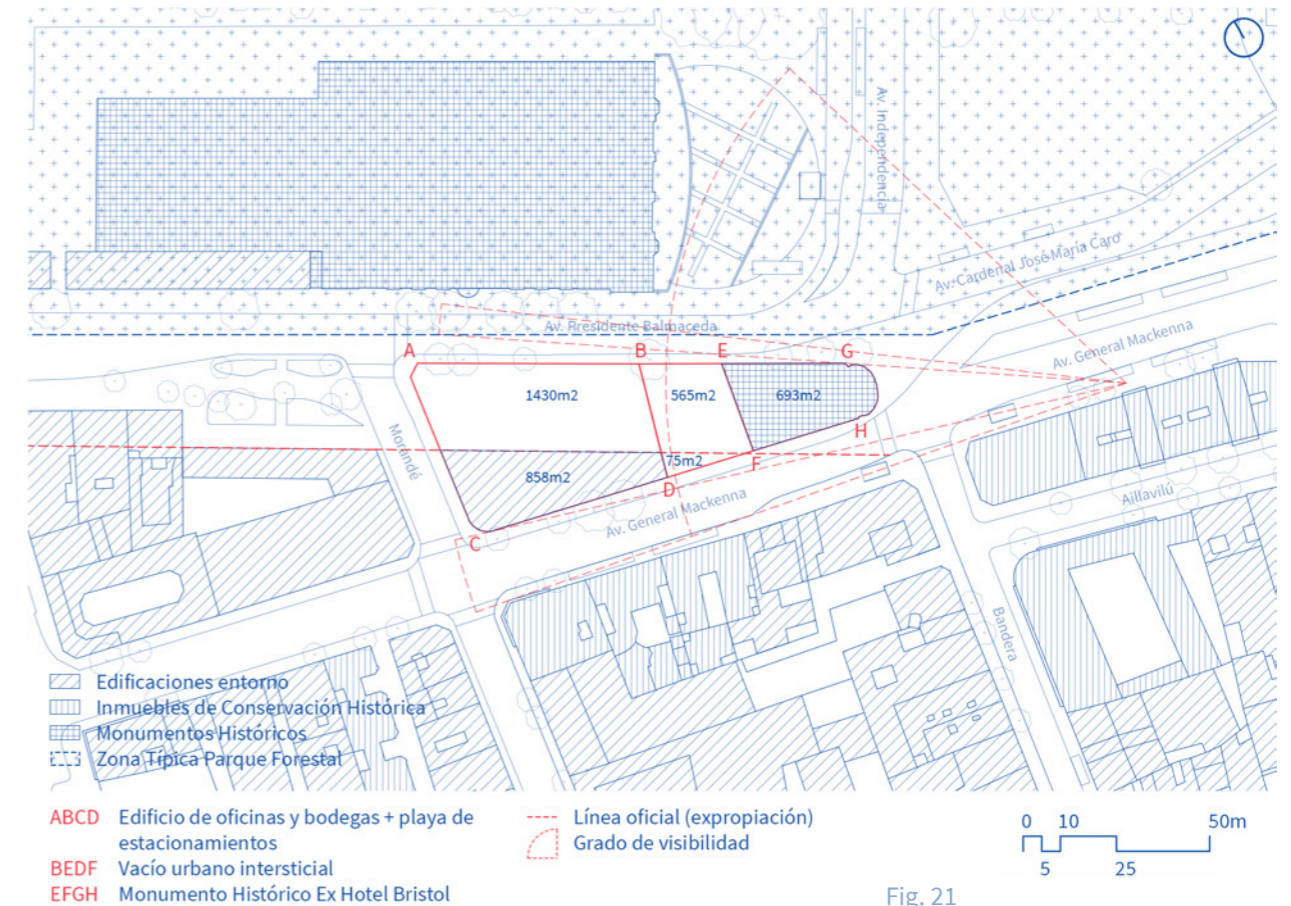 Av. Independencia
Av. Cardenal José María Caro
Av. Presidente Balmaceda
Av. General Mackenna
A
B
E
G
1430m2
565m2
693m2
H
Morandé
75m2
F
858m2
D
Av. General Mackenna
C
Aillavilú
Bandera
Edificaciones entorno
Inmuebles de Conservación Histórica
Monumentos Históricos
Zona Típica Parque Forestal
ABCD Edificio de oficinas y bodegas + playa de
estacionamientos
BEDF Vacío urbano intersticial
EFGH Monumento Histórico Ex Hotel Bristol
Línea oficial (expropiación)
Grado de visibilidad
0 10 50m
5 25
Fig. 21